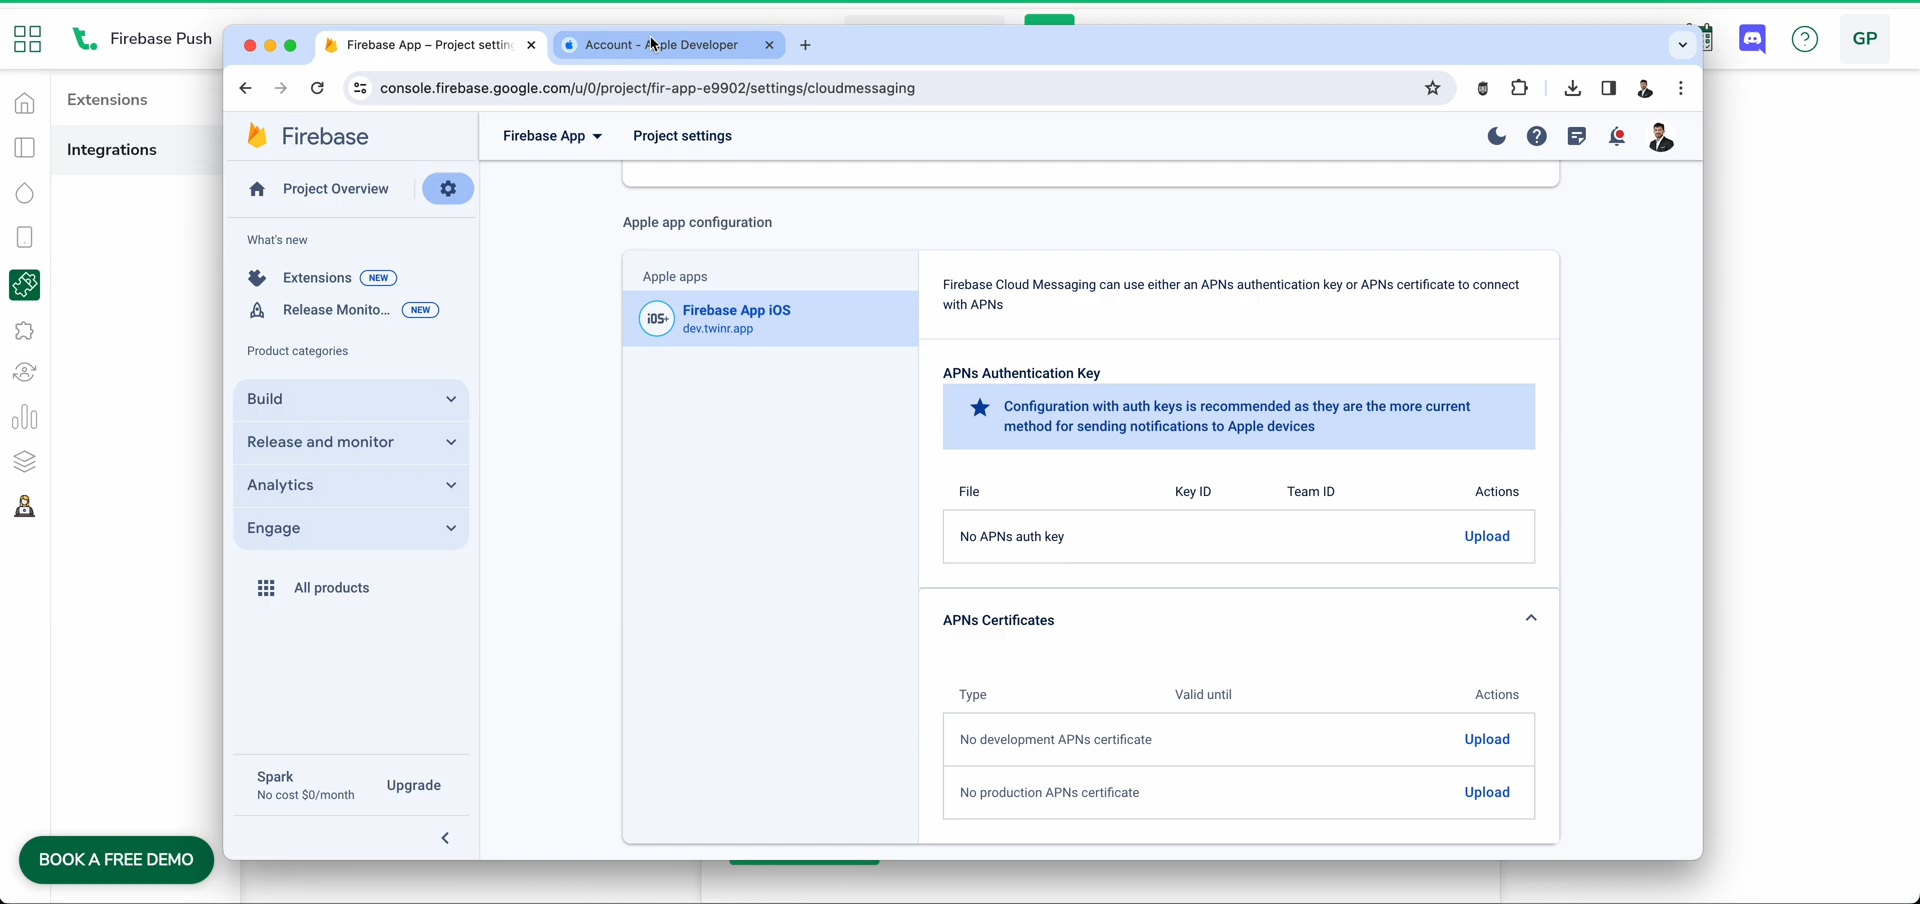 Firebase Push
GP
Firebase App – Project settin
Account - Apple Developer
console.firebase.google.com/u/0/project/fir-app-e9902/settings/cloudmessaging
Extensions
Integrations
Firebase
Firebase App
Project settings
Project Overview
What's new
Extensions NEW
Release Monito... NEW
Product categories
Build
Release and monitor
Analytics
Engage
All products
Spark
No cost $0/month
Upgrade
BOOK A FREE DEMO
Apple app configuration
Apple apps
iOS+
Firebase App iOS
dev.twinr.app
Firebase Cloud Messaging can use either an APNs authentication key or APNs certificate to connect
with APNs
APNs Authentication Key
Configuration with auth keys is recommended as they are the more current
method for sending notifications to Apple devices
File Key ID Team ID Actions
No APNs auth key Upload
APNs Certificates
Type Valid until Actions
No development APNs certificate Upload
No production APNs certificate Upload